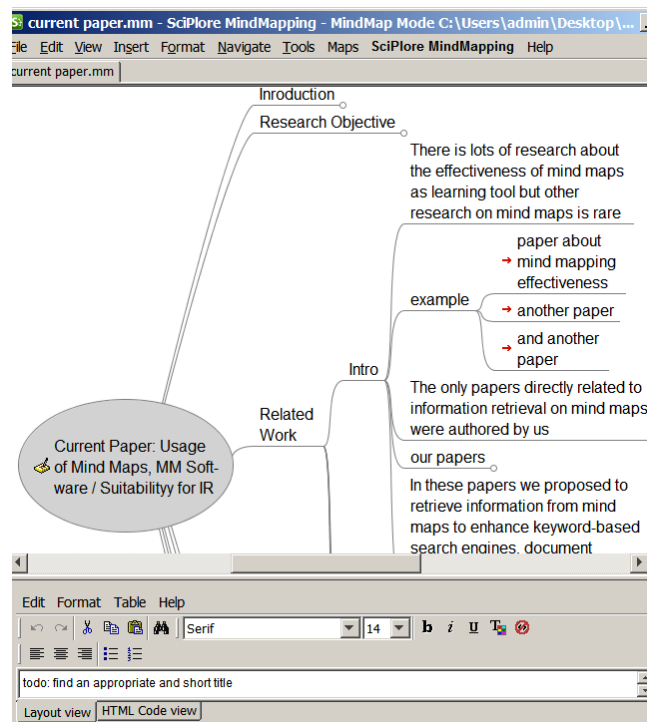 current paper.mm - SciPlore MindMapping - MindMap Mode C:\Users\admin\Desktop\...
File Edit View Insert Format Navigate Tools Maps SciPlore MindMapping Help
current paper.mm
Inroduction
Research Objective
There is lots of research about
the effectiveness of mind maps
as learning tool but other
research on mind maps is rare
paper about
mind mapping
effectiveness
example
another paper
and another
paper
Intro
The only papers directly related to
information retrieval on mind maps
were authored by us
Related
Work
our papers
Current Paper: Usage
of Mind Maps, MM Soft-
ware / Suitabilityy for IR
In these papers we proposed to
retrieve information from mind
maps to enhance keyword-based
search engines, document
Edit Format Table Help
Serif 14 b i u T
todo: find an appropriate and short title
Layout view HTML Code view